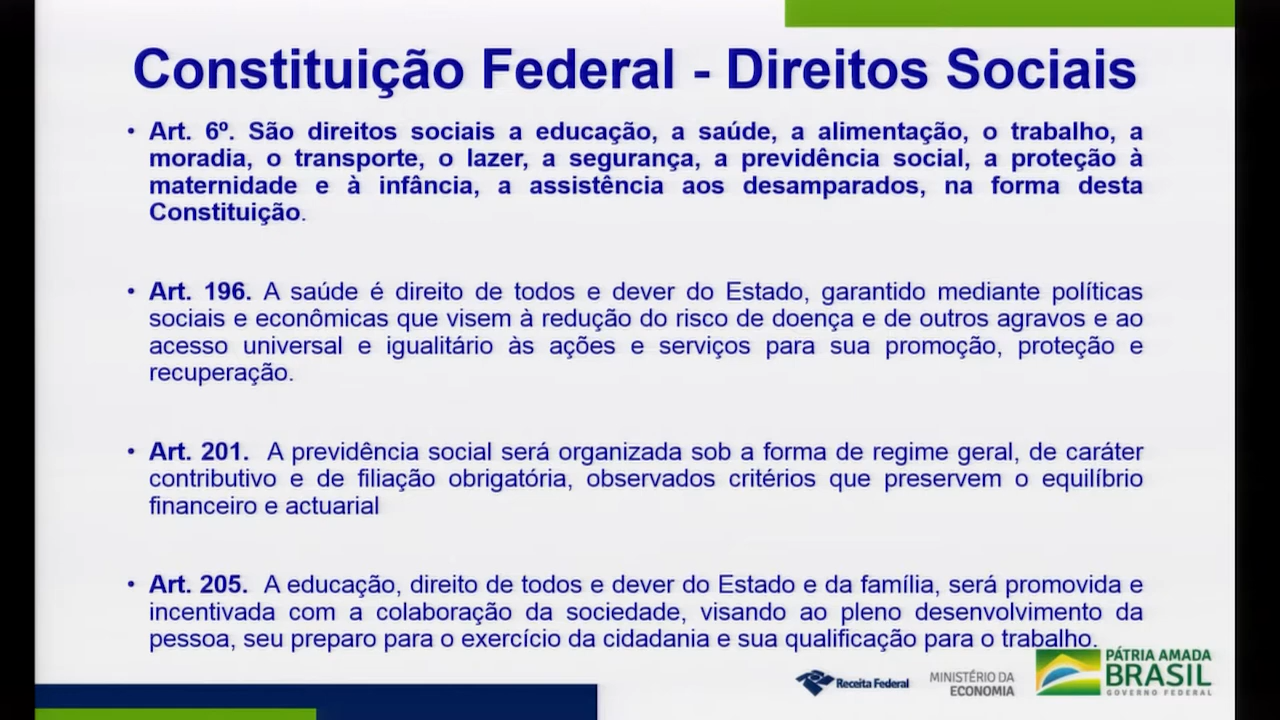 Constituição Federal - Direitos Sociais
• Art. 6º. São direitos sociais a educação, a saúde, a alimentação, o trabalho, a
moradia, o transporte, o lazer, a segurança, a previdência social, a proteção à
maternidade e à infância, a assistência aos desamparados, na forma desta
Constituição.
• Art. 196. A saúde é direito de todos e dever do Estado, garantido mediante políticas
sociais e econômicas que visem à redução do risco de doença e de outros agravos e ao
acesso universal e igualitário às ações e serviços para sua promoção, proteção e
recuperação.
• Art. 201. A previdência social será organizada sob a forma de regime geral, de caráter
contributivo e de filiação obrigatória, observados critérios que preservem o equilíbrio
financeiro e actuarial
• Art. 205. A educação, direito de todos e dever do Estado e da família, será promovida e
incentivada com a colaboração da sociedade, visando ao pleno desenvolvimento da
pessoa, seu preparo para o exercício da cidadania e sua qualificação para o trabalho.
Receita Federal
MINISTÉRIO DA
ECONOMIA
PÁTRIA AMADA
BRASIL
GOVERNO FEDERAL